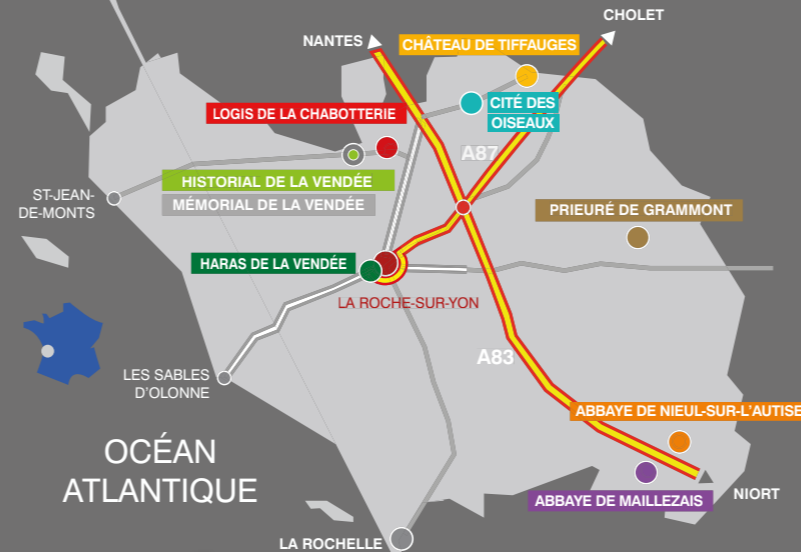 CHOLET
NANTES
CHÂTEAU DE TIFFAUGES
CITÉ DES
OISEAUX
LOGIS DE LA CHABOTTERIE
A87
HISTORIAL DE LA VENDÉE
MÉMORIAL DE LA VENDÉE
ST-JEAN-
DE-MONTS
PRIEURÉ DE GRAMMONT
HARAS DE LA VENDÉE
LA ROCHE-SUR-YON
A83
LES SABLES
D'OLONNE
ABBAYE DE NIEUL-SUR-L'AUTISE
OCÉAN
ATLANTIQUE
NIORT
ABBAYE DE MAILLEZAIS
LA ROCHELLE